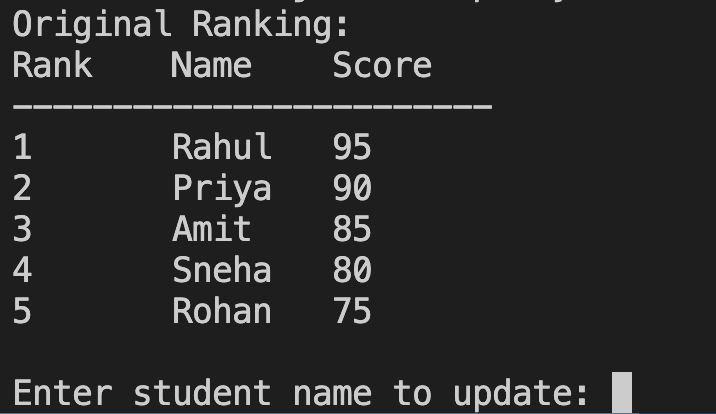 Original Ranking:
Rank    Name    Score
------------------------
1       Rahul   95
2       Priya   90
3       Amit    85
4       Sneha   80
5       Rohan   75
Enter student name to update: